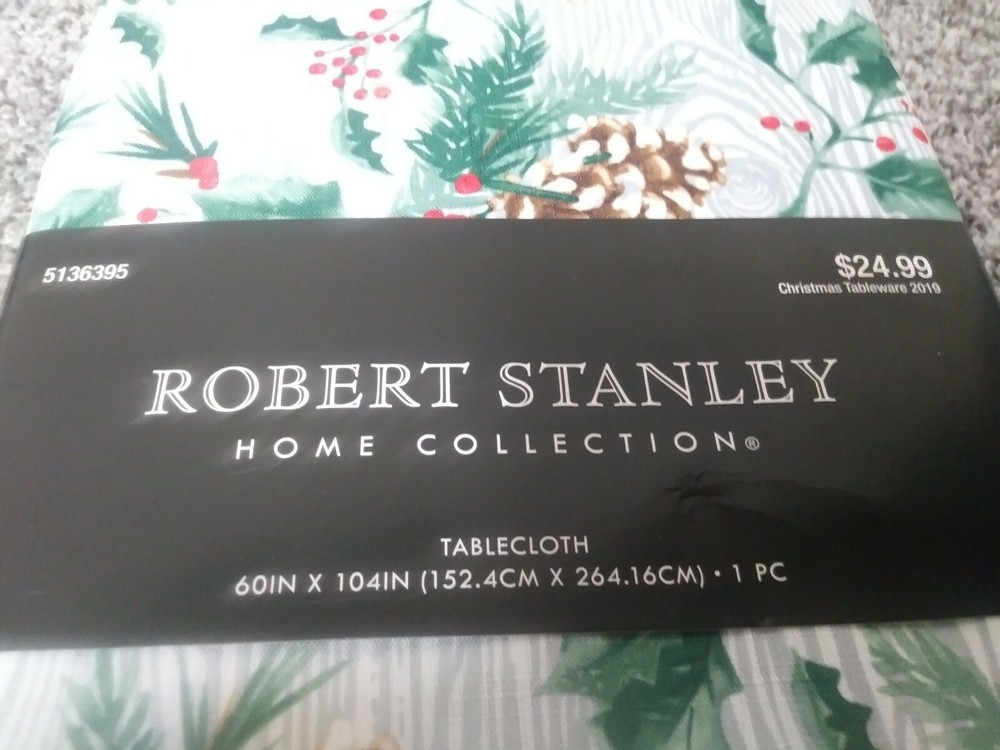 5136395
$24.99
Christmas Tableware 2019
ROBERT STANLEY
HOME COLLECTION®
TABLECLOTH
60IN X 104IN (152.4CM X 264.16CM) • 1 PC